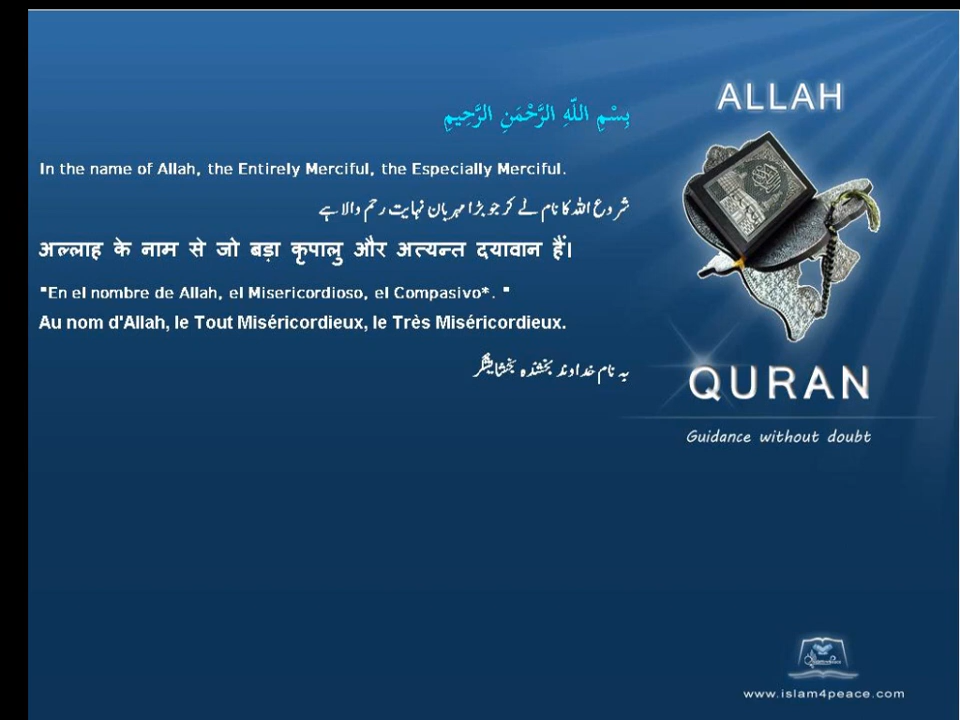 بِسْمِ اللَّهِ الرَّحْمَنِ الرَّحِيمِ
In the name of Allah, the Entirely Merciful, the Especially Merciful.
شروع الله کا نام لے کر جو بڑا مہربان نہایت رحم والا ہے
अल्लाह के नाम से जो बड़ा कृपालु और अत्यन्त दयावान हैं।
"En el nombre de Allah, el Misericordioso, el Compasivo*. "
Au nom d'Allah, le Tout Miséricordieux, le Très Miséricordieux.
به نام خداوند بخشنده بخشایشگر
ALLAH
QURAN
Guidance without doubt
www.islam4peace.com